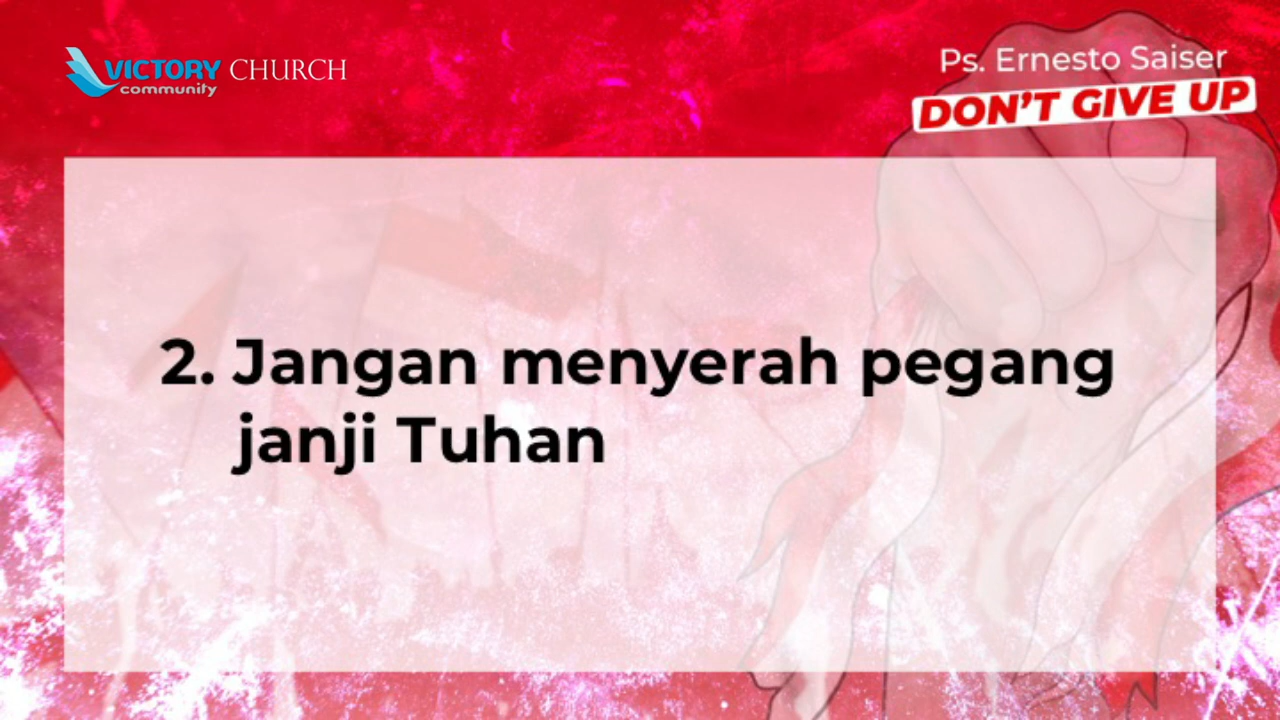 VICTORY CHURCH
community
Ps. Ernesto Saiser
DON'T GIVE UP
2. Jangan menyerah pegang
janji Tuhan